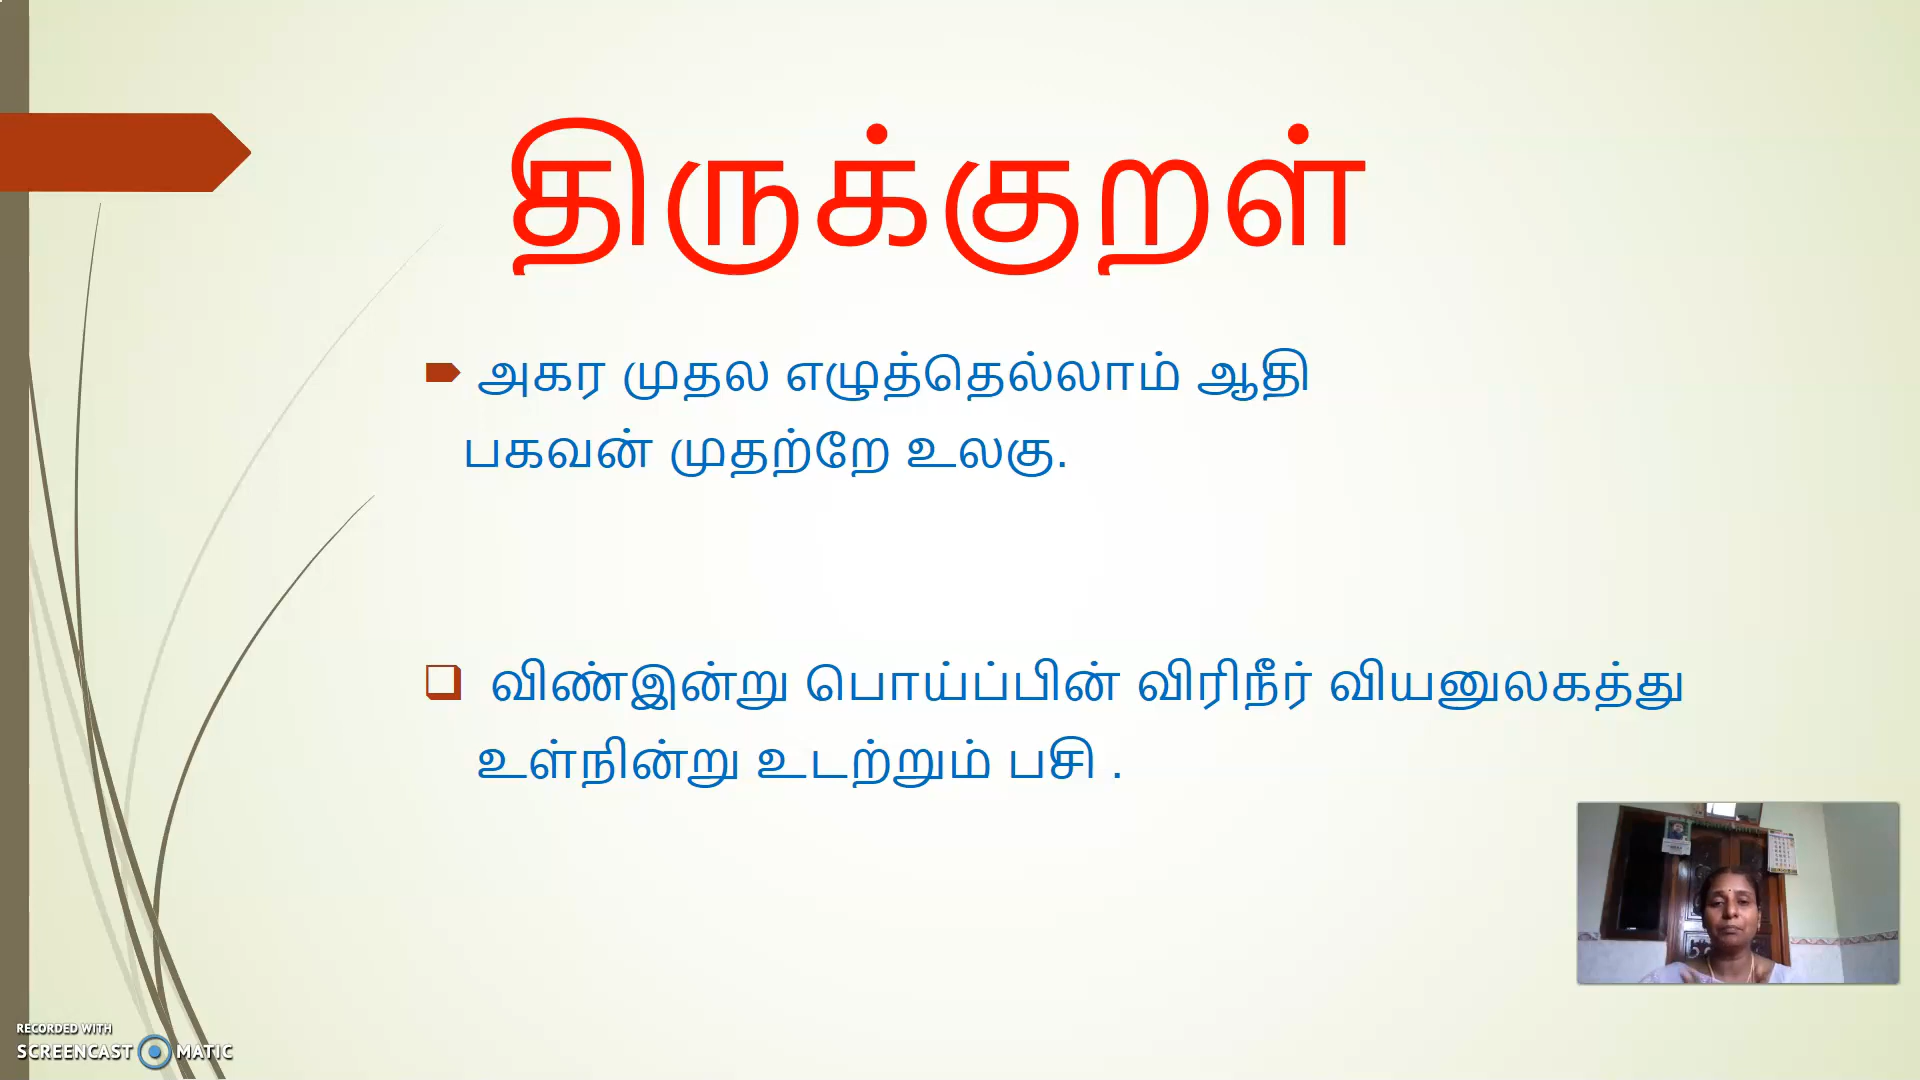 திருக்குறள்
அகர முதல எழுத்தெல்லாம் ஆதி
பகவன் முதற்றே உலகு.
விண்இன்று பொய்ப்பின் விரிநீர் வியனுலகத்து
உள்நின்று உடற்றும் பசி .
RECORDED WITH
SCREENCAST MATIC